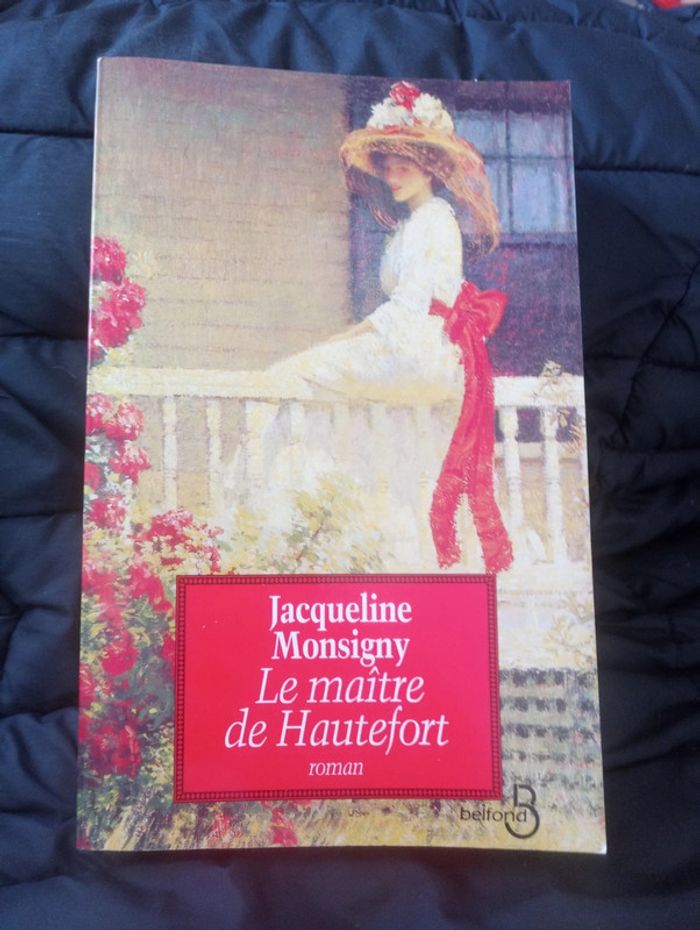 Jacqueline
Monsigny
Le maître
de Hautefort
roman
belfond
B